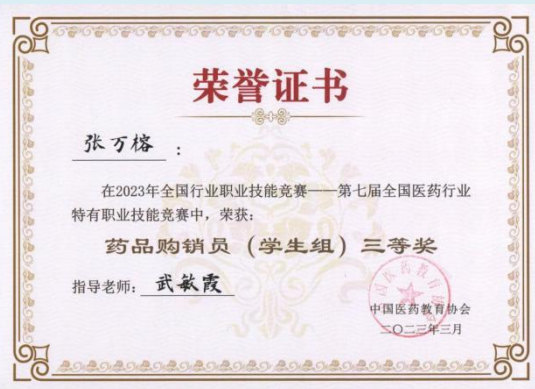 荣誉证书
张万榕：
在2023年全国行业职业技能竞赛——第七届全国医药行业
特有职业技能竞赛中，荣获：
药品购销员（学生组）三等奖
指导老师：武敏霞
中国医药教育协会
二〇二三年三月